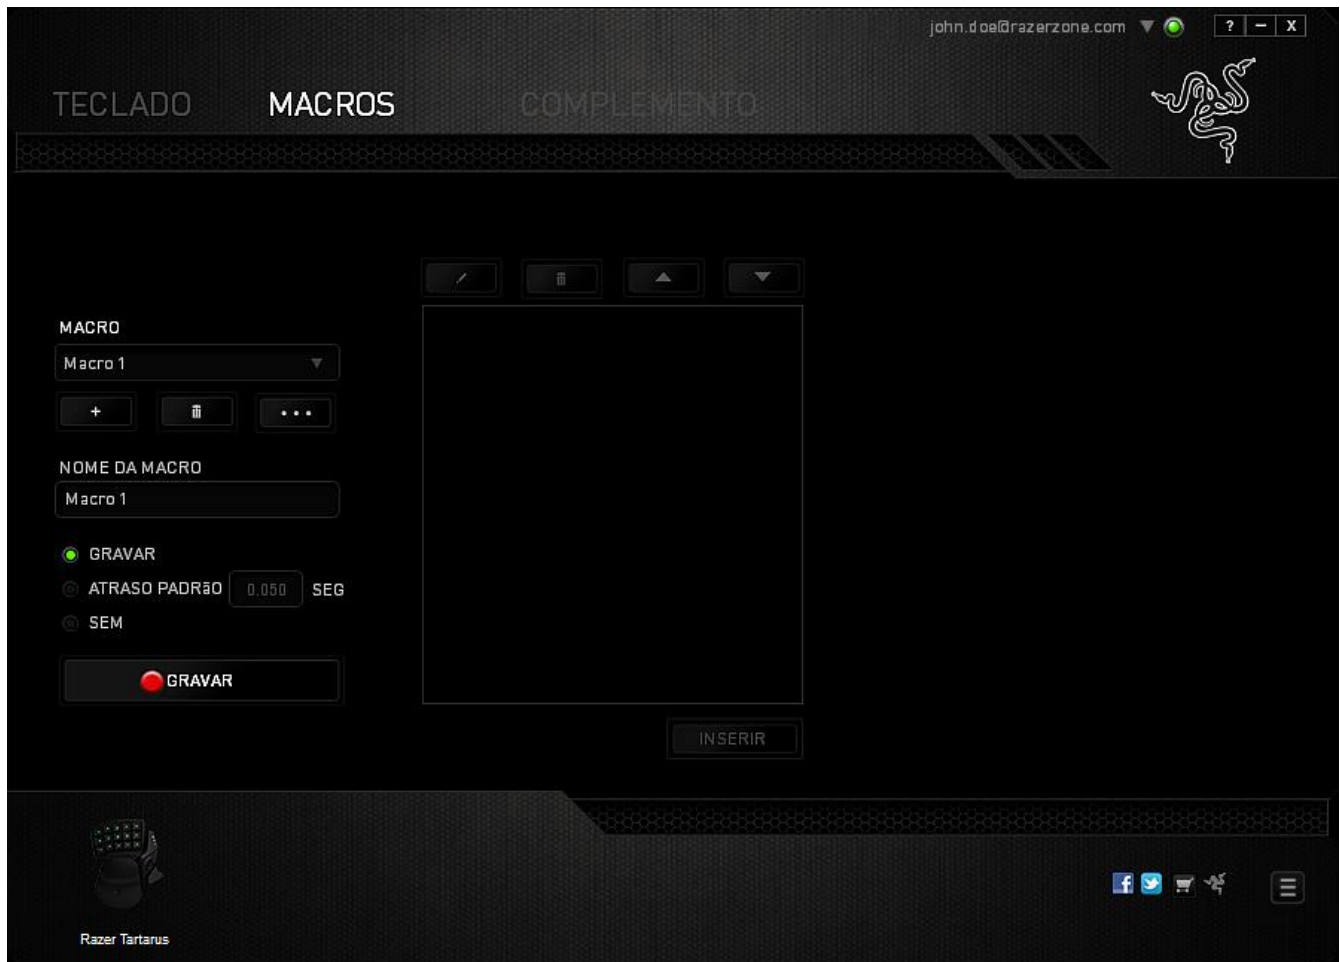 john.doe@razerzone.com
? – X
TECLADO MACROS COMPLEMENTO
MACRO
Macro 1
+ •••
NOME DA MACRO
Macro 1
GRAVAR
ATRASO PADRãO 0.050 SEG
SEM
GRAVAR
INSERIR
Razer Tartarus